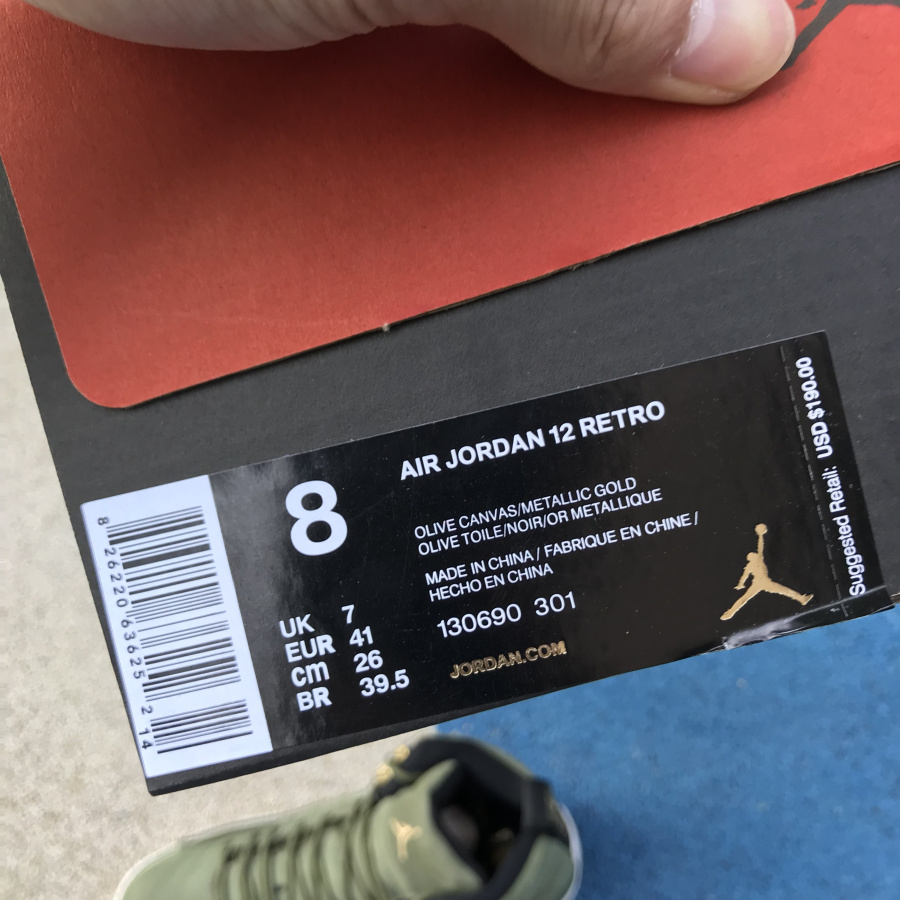 AIR JORDAN 12 RETRO
8
OLIVE CANVAS/METALLIC GOLD
OLIVE TOILE/NOIR/OR METALLIQUE
MADE IN CHINA / FABRIQUE EN CHINE /
HECHO EN CHINA
130690 301
JORDAN.COM
UK 7
EUR 41
cm 26
BR 39.5
Suggested Retail: USD $190.00
8 26220 63625 2 14